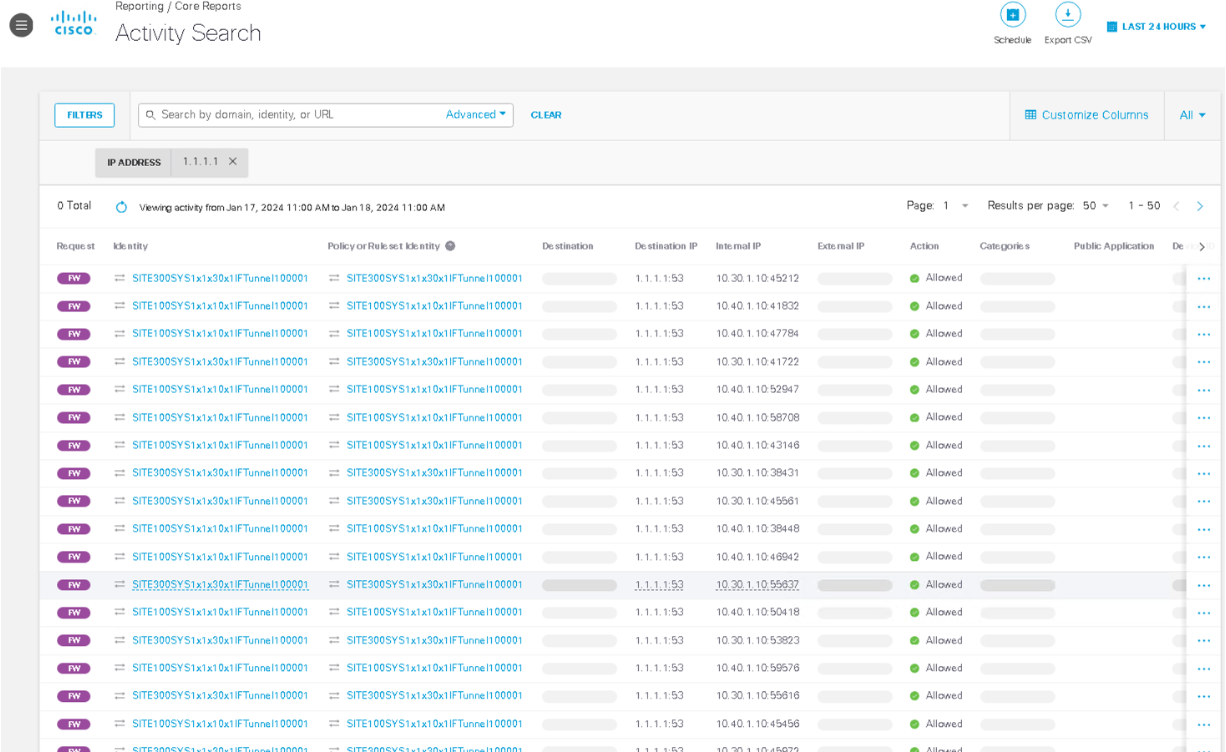 Reporting / Core Reports
CISCO
Activity Search
Schedule
Export CSV
LAST 24 HOURS
FILTERS
Search by domain, identity, or URL
Advanced
CLEAR
Customize Columns
All
IP ADDRESS 1.1.1.1
0 Total Viewing activity from Jan 17, 2024 11:00 AM to Jan 18, 2024 11:00 AM Page: 1 Results per page: 50 1 - 50
Request Identity Policy or Ruleset Identity Destination Destination IP Internal IP External IP Action Categories Public Application
FW SITE300SYS1x1x30x1IFTunnel100001 SITE300SYS1x1x30x1IFTunnel100001 1.1.1.1:53 10.30.1.10:45212 Allowed
FW SITE100SYS1x1x10x1IFTunnel100001 SITE100SYS1x1x10x1IFTunnel100001 1.1.1.1:53 10.40.1.10:41832 Allowed
FW SITE100SYS1x1x10x1IFTunnel100001 SITE100SYS1x1x10x1IFTunnel100001 1.1.1.1:53 10.40.1.10:47784 Allowed
FW SITE300SYS1x1x30x1IFTunnel100001 SITE300SYS1x1x30x1IFTunnel100001 1.1.1.1:53 10.30.1.10:41722 Allowed
FW SITE100SYS1x1x10x1IFTunnel100001 SITE100SYS1x1x10x1IFTunnel100001 1.1.1.1:53 10.40.1.10:52947 Allowed
FW SITE100SYS1x1x10x1IFTunnel100001 SITE100SYS1x1x10x1IFTunnel100001 1.1.1.1:53 10.40.1.10:58708 Allowed
FW SITE100SYS1x1x10x1IFTunnel100001 SITE100SYS1x1x10x1IFTunnel100001 1.1.1.1:53 10.40.1.10:43146 Allowed
FW SITE300SYS1x1x30x1IFTunnel100001 SITE300SYS1x1x30x1IFTunnel100001 1.1.1.1:53 10.30.1.10:38431 Allowed
FW SITE300SYS1x1x30x1IFTunnel100001 SITE300SYS1x1x30x1IFTunnel100001 1.1.1.1:53 10.30.1.10:45561 Allowed
FW SITE100SYS1x1x10x1IFTunnel100001 SITE100SYS1x1x10x1IFTunnel100001 1.1.1.1:53 10.40.1.10:38448 Allowed
FW SITE100SYS1x1x10x1IFTunnel100001 SITE100SYS1x1x10x1IFTunnel100001 1.1.1.1:53 10.40.1.10:46942 Allowed
FW SITE300SYS1x1x30x1IFTunnel100001 SITE300SYS1x1x30x1IFTunnel100001 1.1.1.1:53 10.30.1.10:55637 Allowed
FW SITE100SYS1x1x10x1IFTunnel100001 SITE100SYS1x1x10x1IFTunnel100001 1.1.1.1:53 10.40.1.10:50418 Allowed
FW SITE300SYS1x1x30x1IFTunnel100001 SITE300SYS1x1x30x1IFTunnel100001 1.1.1.1:53 10.30.1.10:53823 Allowed
FW SITE100SYS1x1x10x1IFTunnel100001 SITE100SYS1x1x10x1IFTunnel100001 1.1.1.1:53 10.40.1.10:59576 Allowed
FW SITE300SYS1x1x30x1IFTunnel100001 SITE300SYS1x1x30x1IFTunnel100001 1.1.1.1:53 10.30.1.10:55616 Allowed
FW SITE100SYS1x1x10x1IFTunnel100001 SITE100SYS1x1x10x1IFTunnel100001 1.1.1.1:53 10.40.1.10:45456 Allowed
FW SITE300SYS1x1x30x1IFTunnel100001 SITE300SYS1x1x30x1IFTunnel100001 1.1.1.1:53 10.30.1.10:45972 Allowed